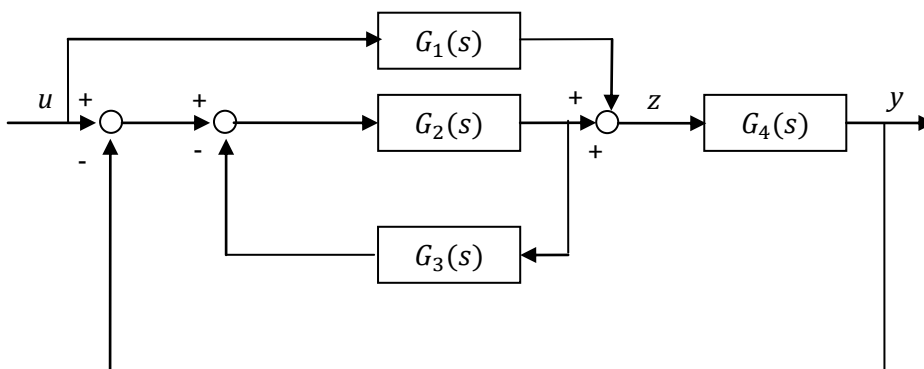 G₁(s)
u + + G₂(s) + z G₄(s) y
- - +
G₃(s)